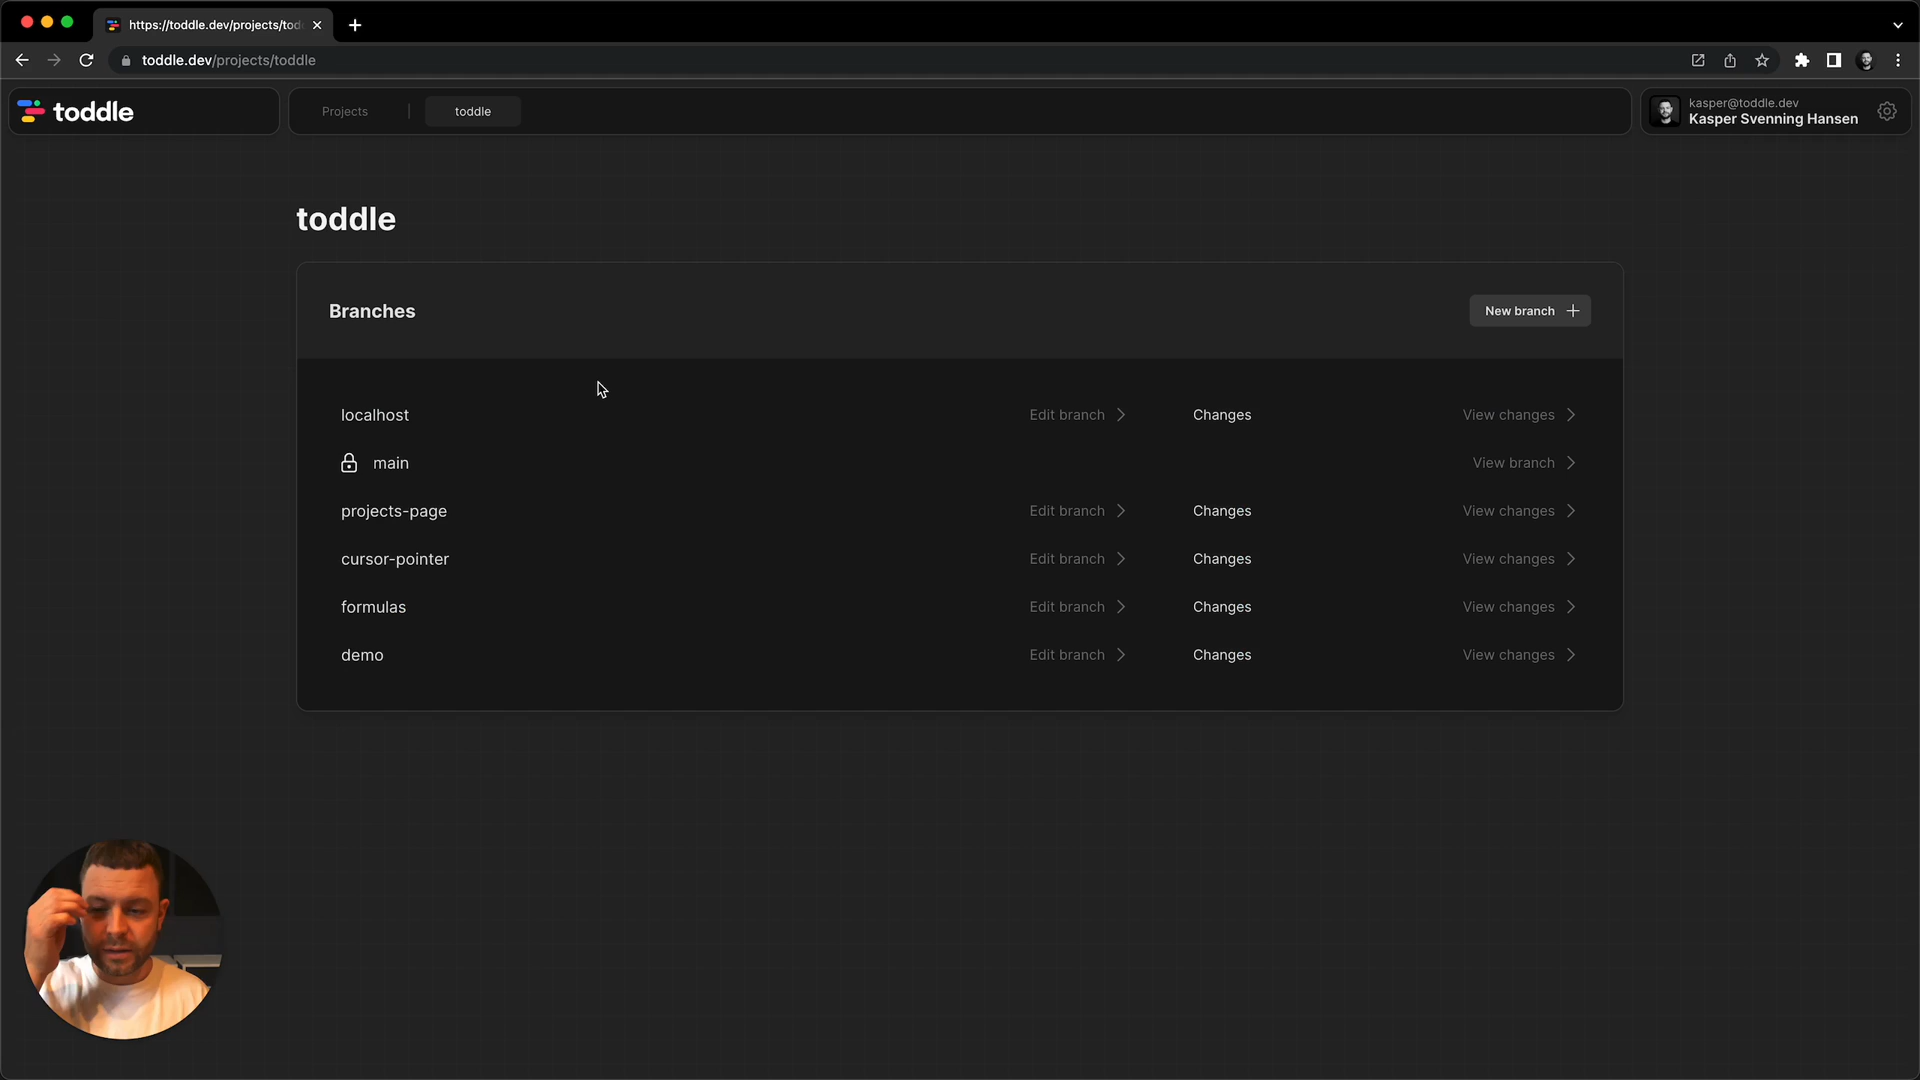 https://toddle.dev/projects/tod
toddle.dev/projects/toddle
toddle
Projects
toddle
kasper@toddle.dev
Kasper Svenning Hansen
toddle
Branches
New branch
localhost
Edit branch
Changes
View changes
main
View branch
projects-page
Edit branch
Changes
View changes
cursor-pointer
Edit branch
Changes
View changes
formulas
Edit branch
Changes
View changes
demo
Edit branch
Changes
View changes